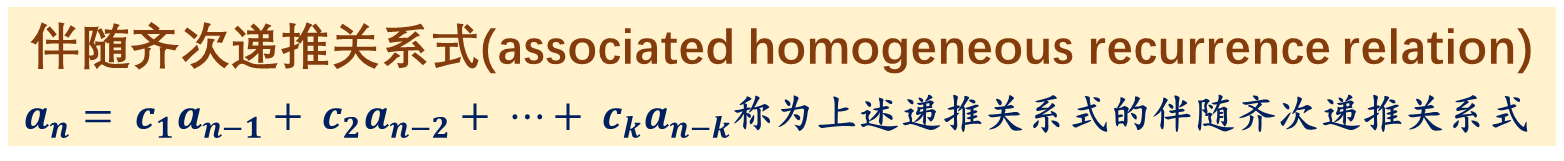 伴随齐次递推关系式(associated homogeneous recurrence relation)
aₙ = c₁aₙ₋₁ + c₂aₙ₋₂ + ⋯ + cₖaₙ₋ₖ称为上述递推关系式的伴随齐次递推关系式